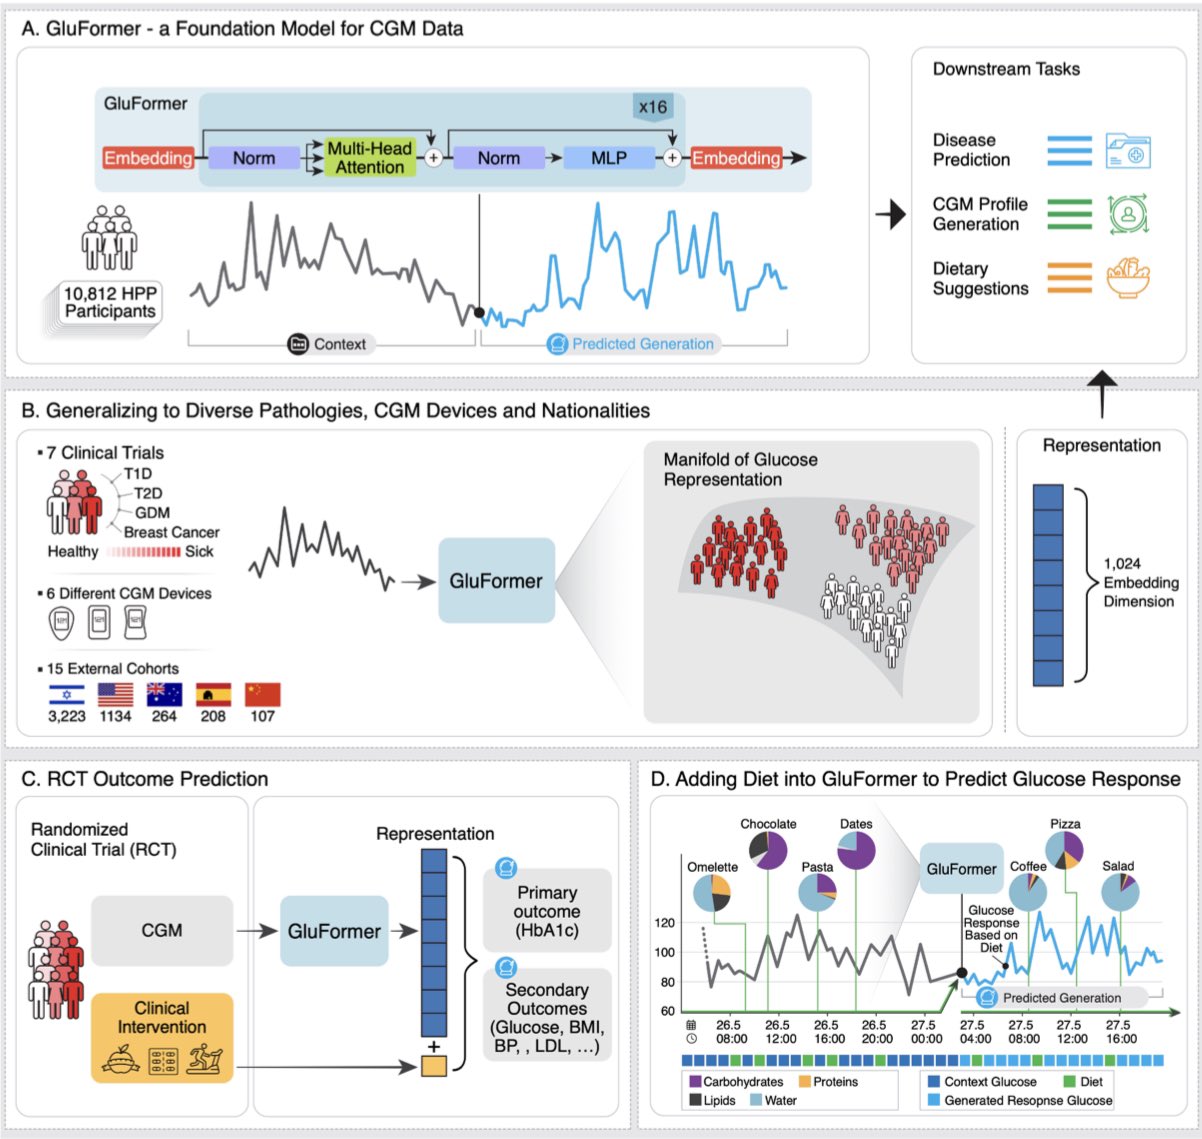 A. GluFormer - a Foundation Model for CGM Data
GluFormer
x16
Embedding
Norm
Multi-Head
Attention
+
Norm
MLP
+
Embedding
10,812 HPP
Participants
Context
Predicted Generation
Downstream Tasks
Disease
Prediction
CGM Profile
Generation
Dietary
Suggestions
B. Generalizing to Diverse Pathologies, CGM Devices and Nationalities
7 Clinical Trials
T1D
T2D
GDM
Breast Cancer
Healthy
Sick
6 Different CGM Devices
15 External Cohorts
3,223
1134
264
208
107
GluFormer
Manifold of Glucose
Representation
Representation
1,024
Embedding
Dimension
C. RCT Outcome Prediction
Randomized
Clinical Trial (RCT)
CGM
Clinical
Intervention
GluFormer
Representation
+
Primary
outcome
(HbA1c)
Secondary
Outcomes
(Glucose, BMI,
BP, , LDL, ...)
D. Adding Diet into GluFormer to Predict Glucose Response
Omelette
Chocolate
Pasta
Dates
GluFormer
Coffee
Pizza
Salad
Glucose
Response
Based on
Diet
120
100
80
60
Predicted Generation
26.5
08:00
26.5
12:00
26.5
16:00
26.5
20:00
27.5
00:00
27.5
04:00
27.5
08:00
27.5
12:00
27.5
16:00
Carbohydrates
Proteins
Lipids
Water
Context Glucose
Diet
Generated Resopnse Glucose